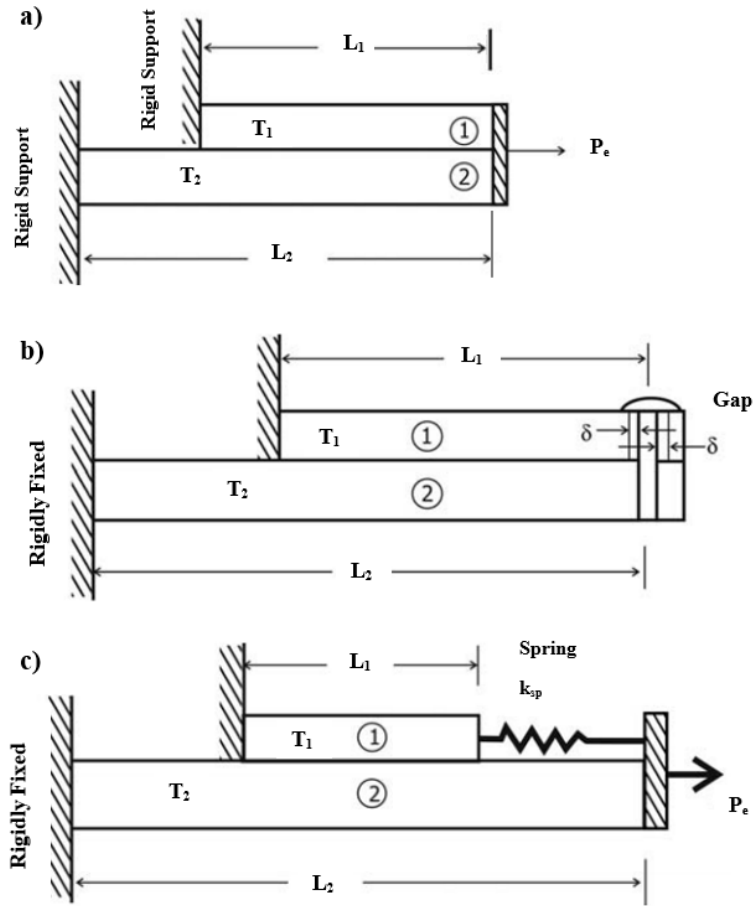 a)
L₁
Rigid Support
Rigid Support
T₁
①
Pₑ
T₂
②
L₂
b)
L₁
Gap
T₁
①
δ
δ
Rigidly Fixed
T₂
②
L₂
c)
Spring
L₁
kₛₚ
T₁
①
Rigidly Fixed
T₂
②
Pₑ
L₂